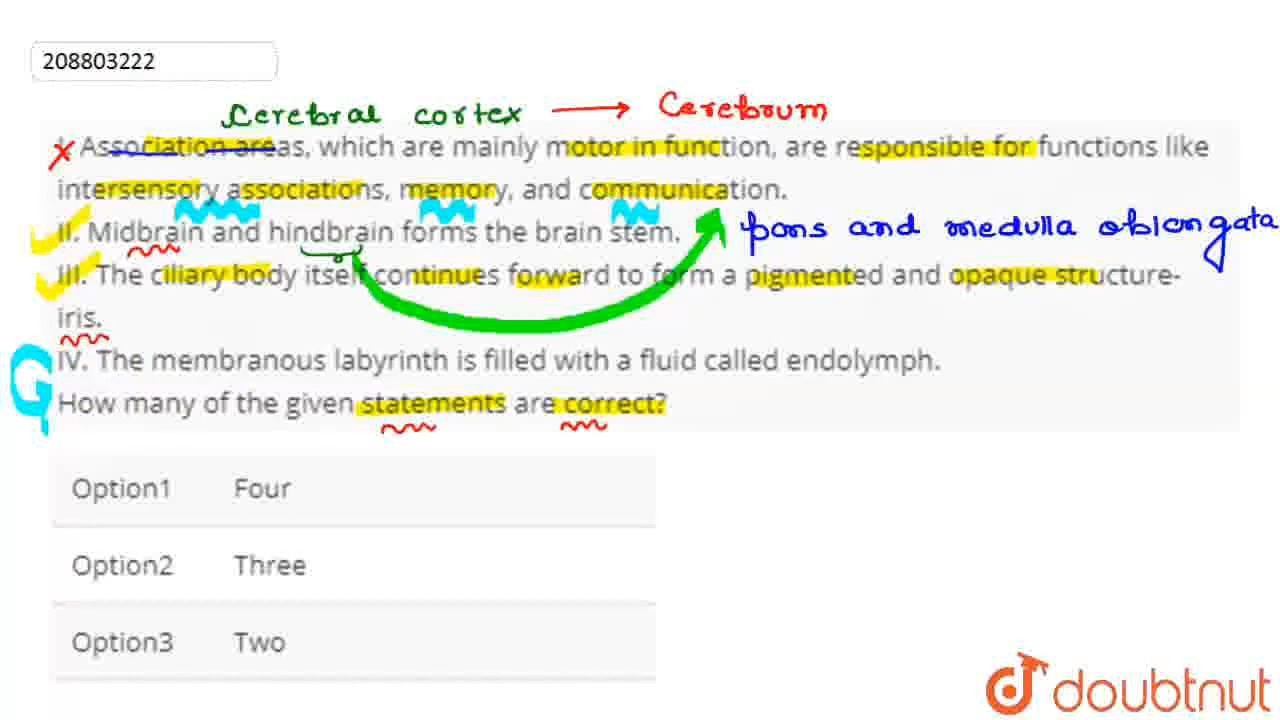 208803222
Cerebral cortex → Cerebrum
X Association areas, which are mainly motor in function, are responsible for functions like
intersensory associations, memory, and communication.
II. Midbrain and hindbrain forms the brain stem.
pons and medulla oblongata
III. The ciliary body itself continues forward to form a pigmented and opaque structure-
iris.
IV. The membranous labyrinth is filled with a fluid called endolymph.
How many of the given statements are correct?
Option1 Four
Option2 Three
Option3 Two
doubtnut